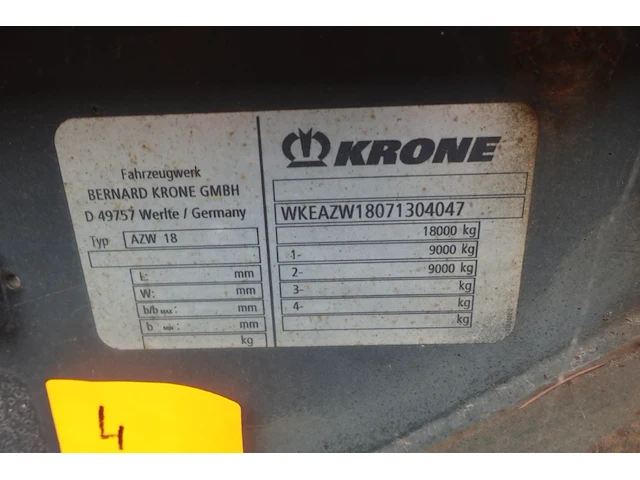 Fahrzeugwerk
BERNARD KRONE GMBH
D 49757 Werlte / Germany
Typ AZW 18
L: mm
W: mm
b/b MAX: mm
b MIN: mm
kg
KRONE
WKEAZW18071304047
18000 kg
1- 9000 kg
2- 9000 kg
3- kg
4- kg
kg
4